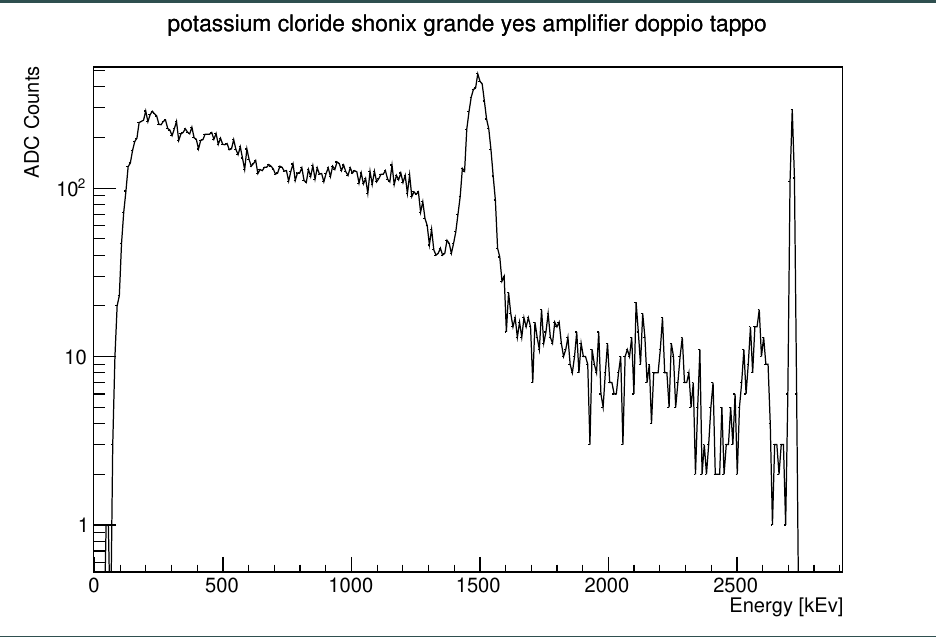 potassium cloride shonix grande yes amplifier doppio tappo
ADC Counts
10²
10
1
0 500 1000 1500 2000 2500
Energy [kEv]